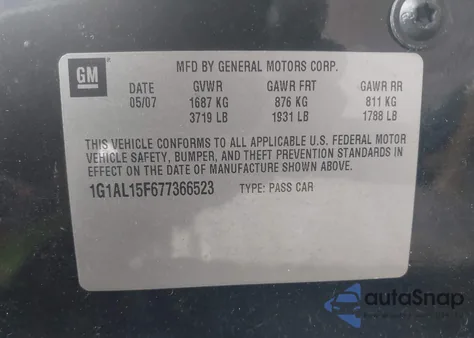 GM
MFD BY GENERAL MOTORS CORP.
DATE GVWR GAWR FRT GAWR RR
05/07 1687 KG 876 KG 811 KG
3719 LB 1931 LB 1788 LB
THIS VEHICLE CONFORMS TO ALL APPLICABLE U.S. FEDERAL MOTOR
VEHICLE SAFETY, BUMPER, AND THEFT PREVENTION STANDARDS IN
EFFECT ON THE DATE OF MANUFACTURE SHOWN ABOVE.
1G1AL15F677366523 TYPE: PASS CAR
autoSnap